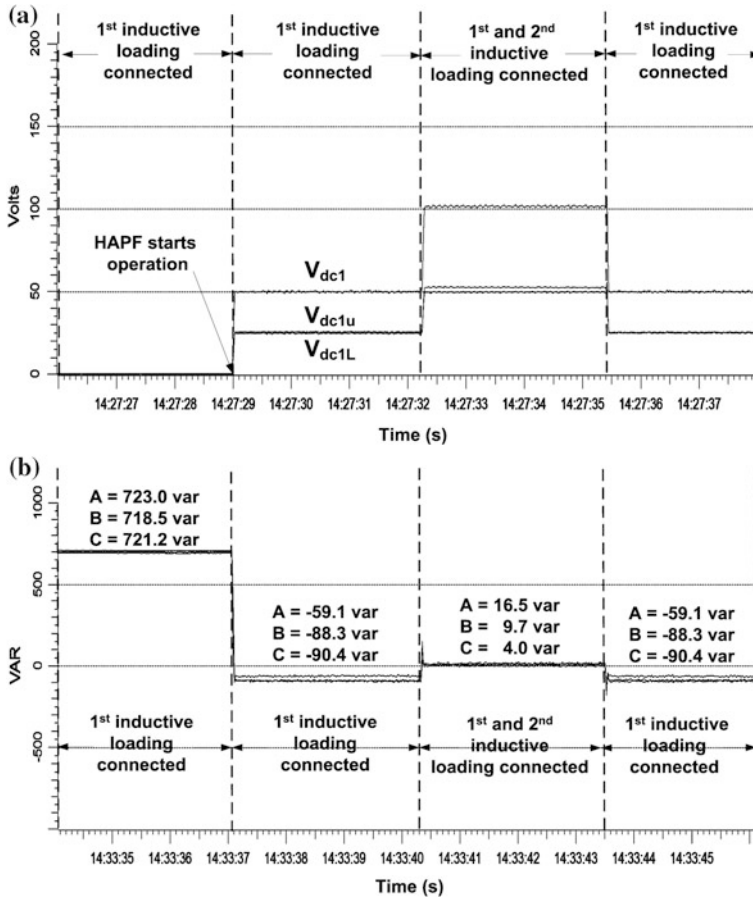 (a)
1st inductive
loading
connected
1st inductive
loading
connected
1st and 2nd
inductive
loading connected
1st inductive
loading
connected
200
150
100
50
0
Volts
HAPF starts
operation
Vdc1
Vdc1u
Vdc1L
14:27:27 14:27:28 14:27:29 14:27:30 14:27:31 14:27:32 14:27:33 14:27:34 14:27:35 14:27:36 14:27:37
Time (s)
(b)
1000
500
0
-500
VAR
A = 723.0 var
B = 718.5 var
C = 721.2 var
A = -59.1 var
B = -88.3 var
C = -90.4 var
A = 16.5 var
B = 9.7 var
C = 4.0 var
A = -59.1 var
B = -88.3 var
C = -90.4 var
1st inductive
loading
connected
1st inductive
loading
connected
1st and 2nd
inductive
loading connected
1st inductive
loading
connected
14:33:35 14:33:36 14:33:37 14:33:38 14:33:39 14:33:40 14:33:41 14:33:42 14:33:43 14:33:44 14:33:45
Time (s)